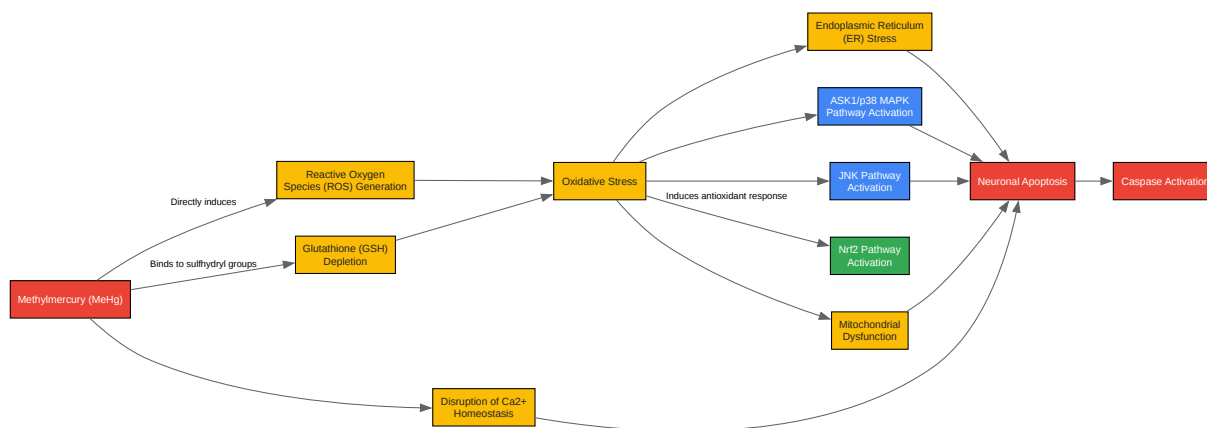 Endoplasmic Reticulum
(ER) Stress
ASK1/p38 MAPK
Pathway Activation
Reactive Oxygen
Species (ROS) Generation
Oxidative Stress
JNK Pathway
Activation
Neuronal Apoptosis
Caspase Activation
Directly induces
Induces antioxidant response
Glutathione (GSH)
Depletion
Nrf2 Pathway
Activation
Binds to sulfhydryl groups
Methylmercury (MeHg)
Mitochondrial
Dysfunction
Disruption of Ca2+
Homeostasis